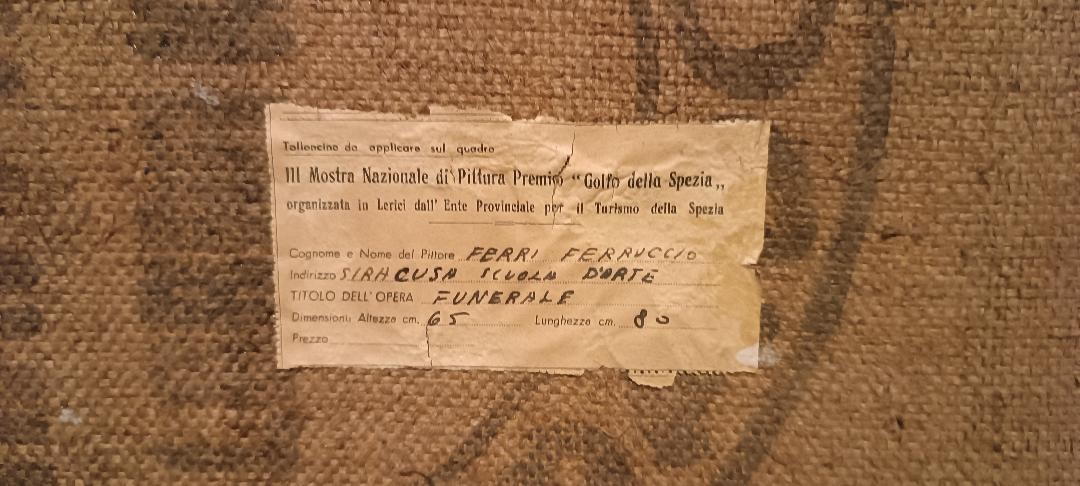 Talloncino da applicare sul quadro
III Mostra Nazionale di Pittura Premio "Golfo della Spezia„
organizzata in Lerici dall' Ente Provinciale per il Turismo della Spezia
Cognome e Nome del Pittore FERRI FERRUCCIO
Indirizzo SIRACUSA SCUOLA D'ARTE
TITOLO DELL'OPERA FUNERALE
Dimensioni: Altezza cm. 65 Lunghezza cm. 80
Prezzo